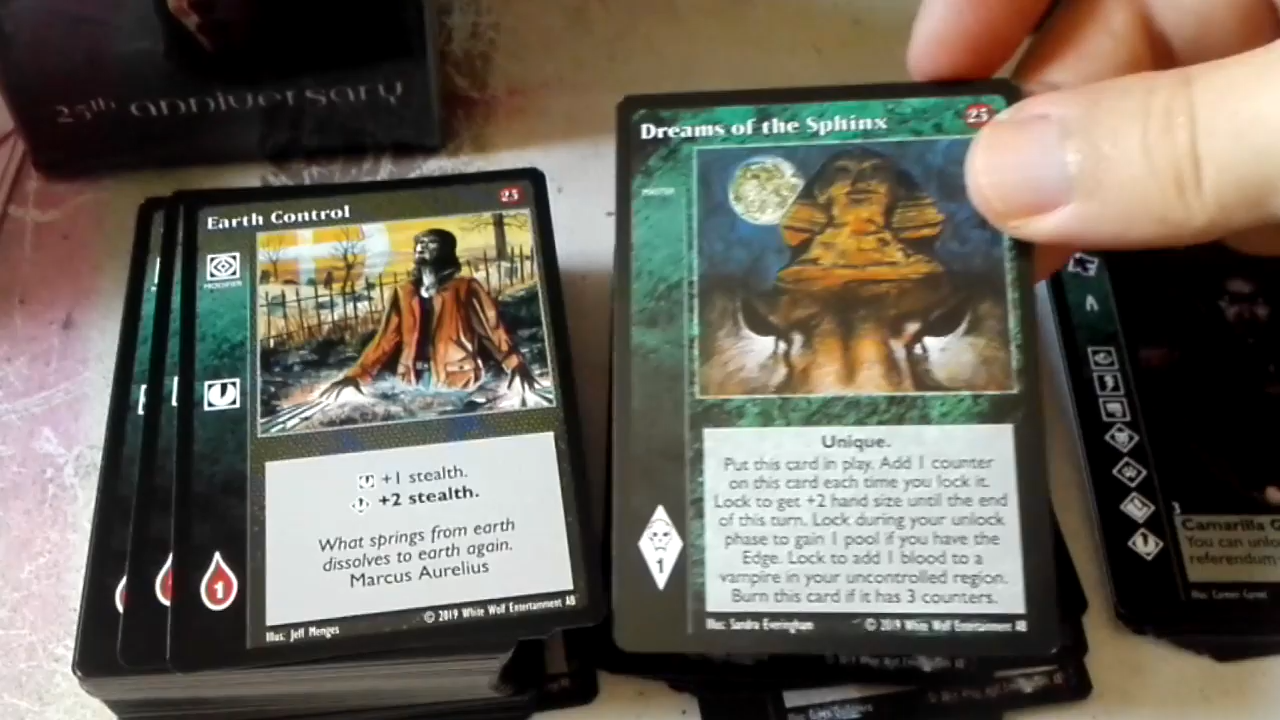 25th anniversary
Earth Control
25
MODIFIER
+1 stealth.
+2 stealth.
What springs from earth
dissolves to earth again.
Marcus Aurelius
1
Illus: Jeff Menges
© 2019 White Wolf Entertainment AB
Dreams of the Sphinx
25
MASTER
Unique.
Put this card in play. Add 1 counter
on this card each time you lock it.
Lock to get +2 hand size until the end
of this turn. Lock during your unlock
phase to gain 1 pool if you have the
Edge. Lock to add 1 blood to a
vampire in your uncontrolled region.
Burn this card if it has 3 counters.
1
Illus: Sandra Everingham
© 2019 White Wolf Entertainment AB
Camarilla
You can
referendum